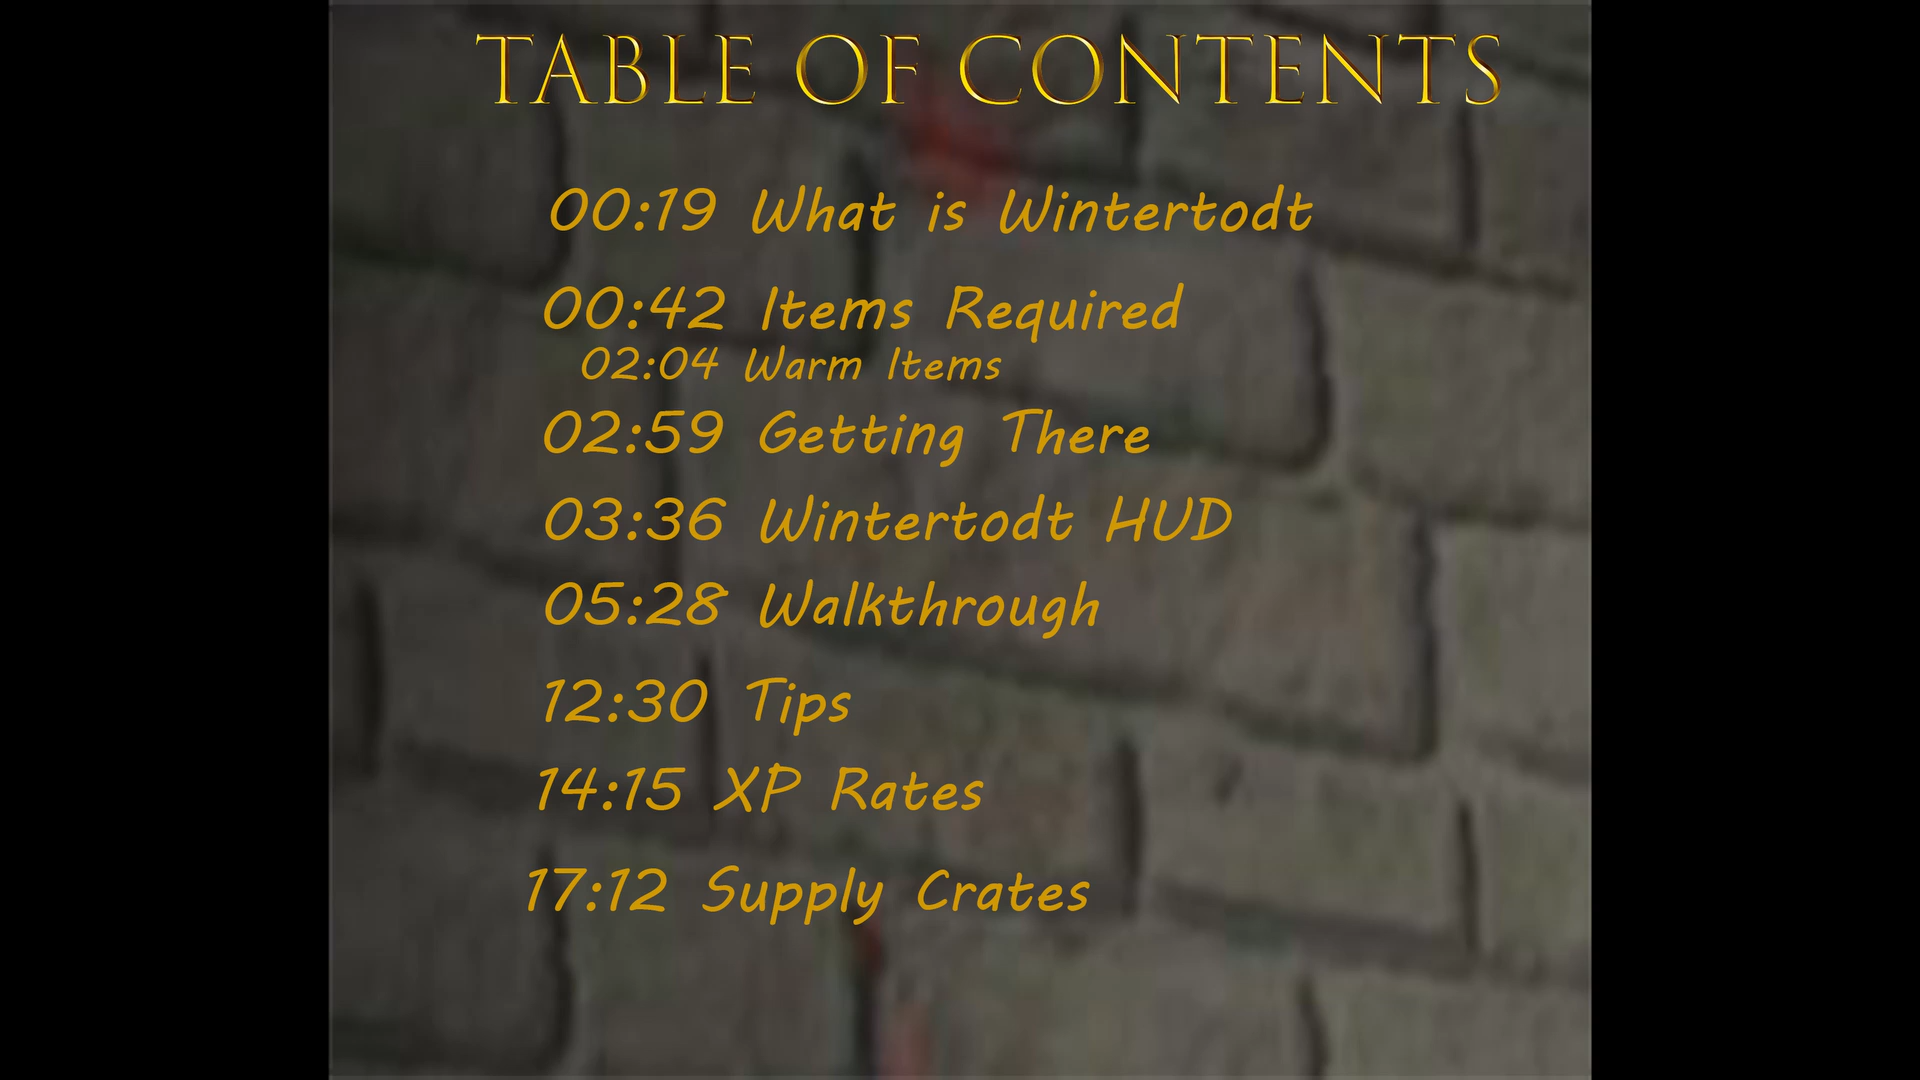 TABLE OF CONTENTS
00:19 What is Wintertodt
00:42 Items Required
02:04 Warm Items
02:59 Getting There
03:36 Wintertodt HUD
05:28 Walkthrough
12:30 Tips
14:15 XP Rates
17:12 Supply Crates